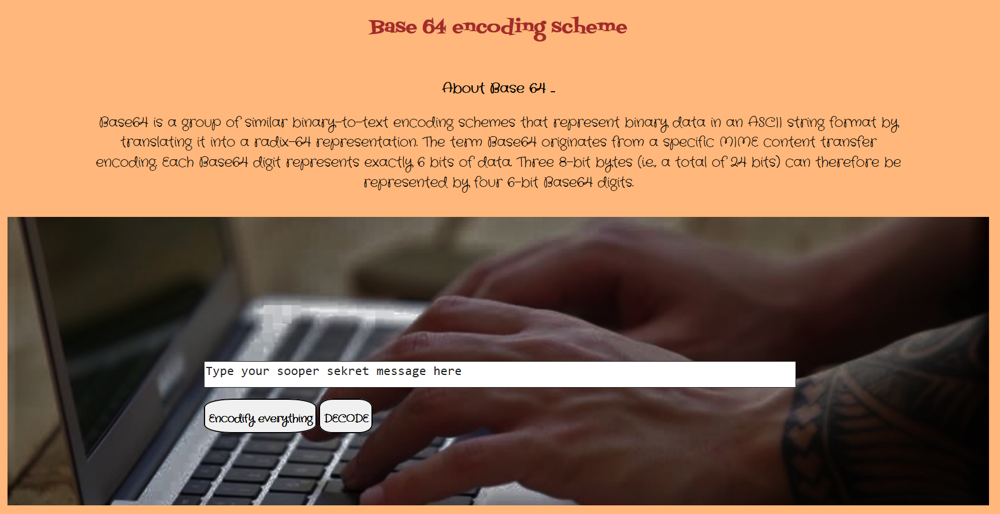 Base 64 encoding scheme
About Base 64 -
Base64 is a group of similar binary-to-text encoding schemes that represent binary data in an ASCII string format by
translating it into a radix-64 representation. The term Base64 originates from a specific MIME content transfer
encoding. Each Base64 digit represents exactly 6 bits of data. Three 8-bit bytes (i.e., a total of 24 bits) can therefore be
represented by four 6-bit Base64 digits.
Type your sooper sekret message here
Encodify everything DECODE